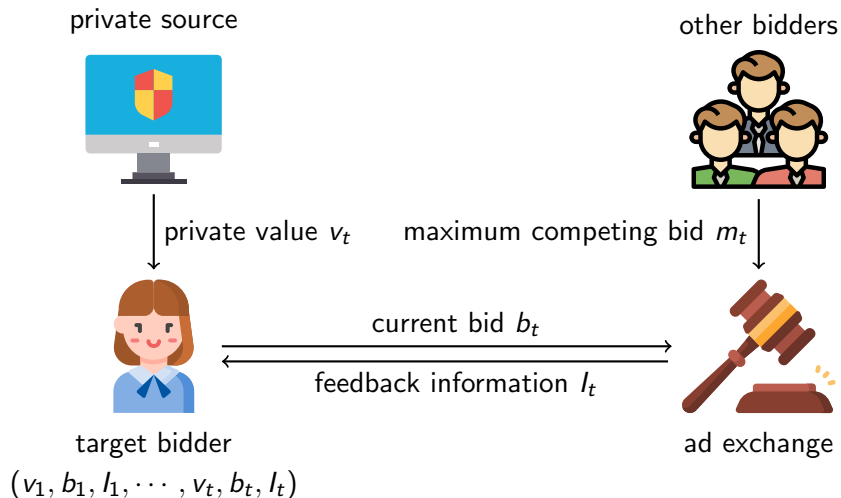 private source
other bidders
private value v_t
maximum competing bid m_t
current bid b_t
feedback information I_t
target bidder
ad exchange
(v_1, b_1, I_1, ⋯ , v_t, b_t, I_t)